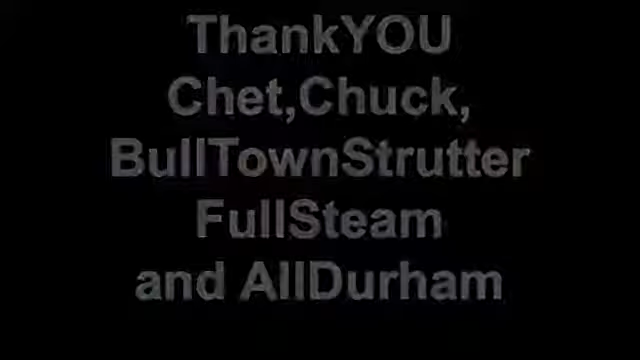 ThankYOU
Chet,Chuck,
BullTownStrutter
FullSteam
and AllDurham